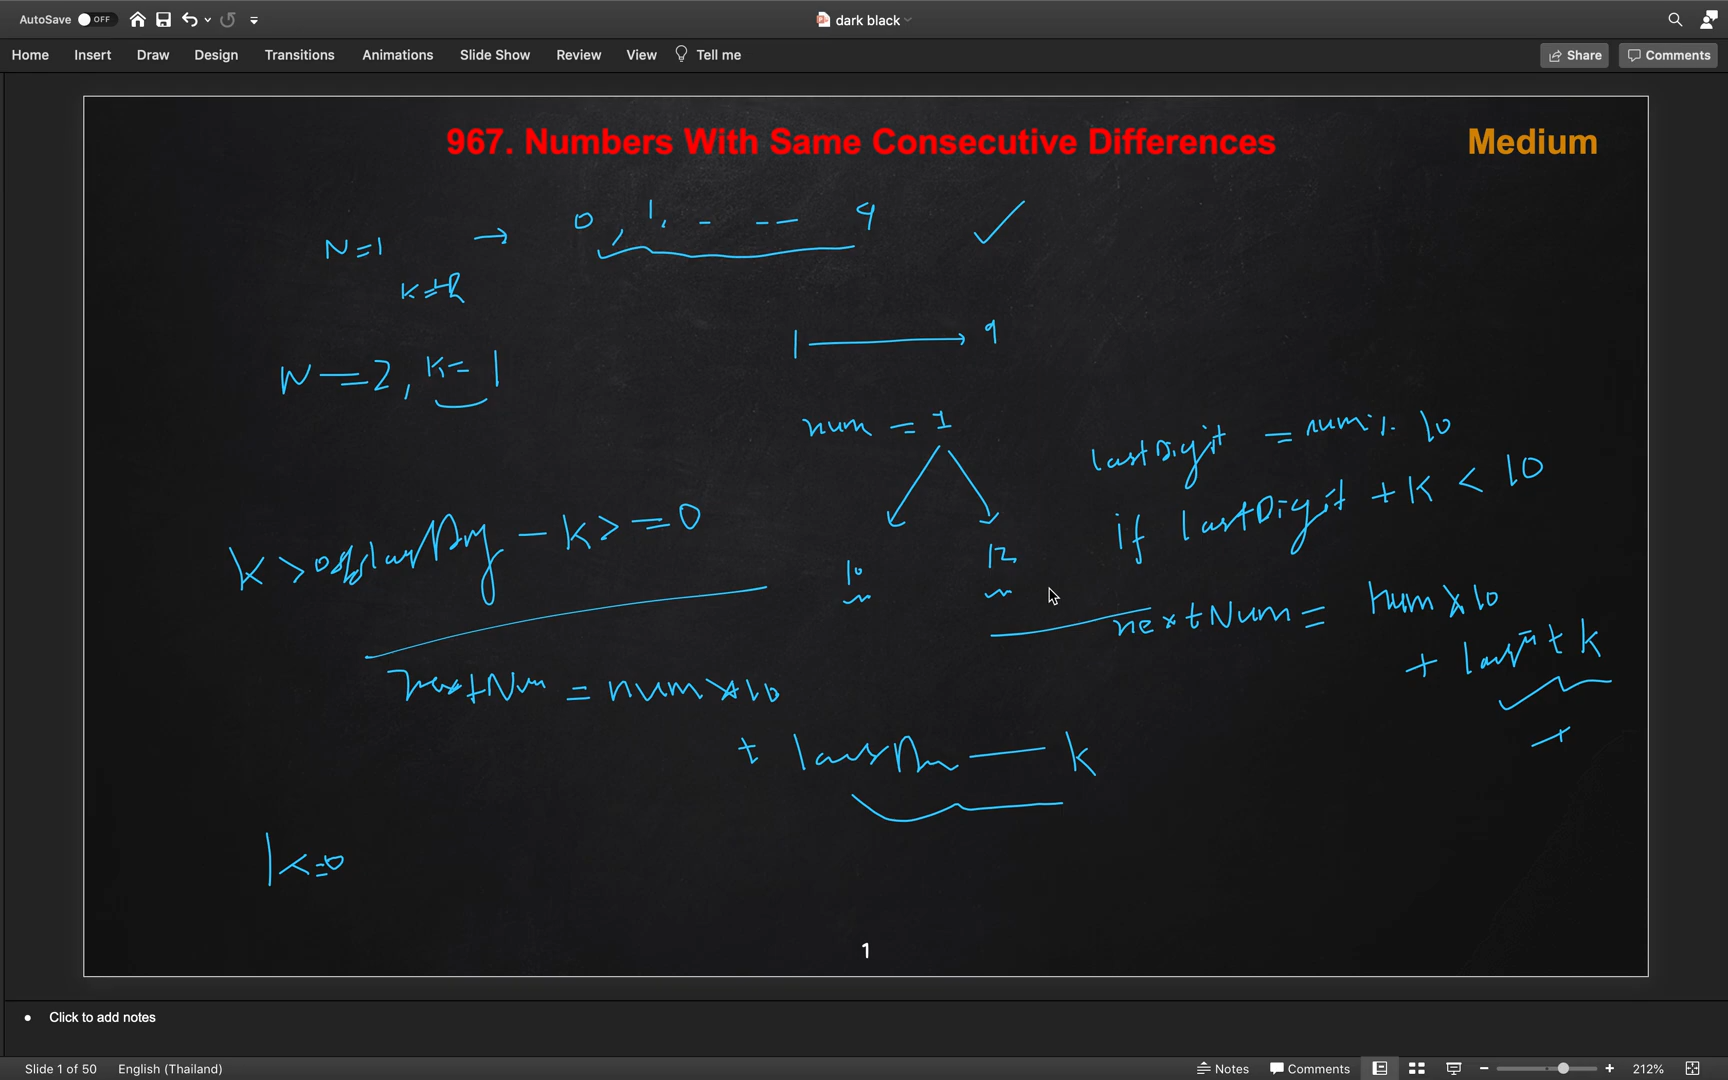 AutoSave OFF
dark black
Home Insert Draw Design Transitions Animations Slide Show Review View Tell me
Share Comments
967. Numbers With Same Consecutive Differences
Medium
N=1 → 0, 1, - -- 9
K=
1 → 9
N=2, K=1
num = 1
lastDigit = num % 10
if lastDigit + K < 10
K > 0 - K >= 0
10 12
nextNum = num x 10
+ k
nextNum = num x 10
+ — k
K=0
1
Click to add notes
Slide 1 of 50 English (Thailand)
Notes Comments 212%